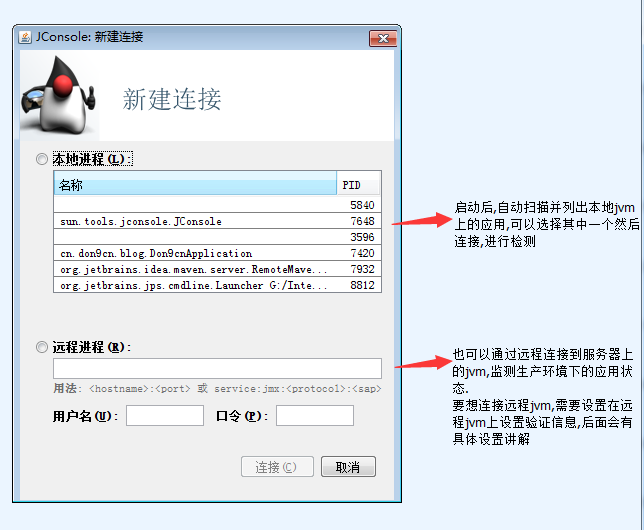 JConsole: 新建连接
新建连接
本地进程(L):
名称 PID
5840
sun.tools.jconsole.JConsole 7648
3596
cn.don9cn.blog.Don9cnApplication 7420
org.jetbrains.idea.maven.server.RemoteMave... 7932
org.jetbrains.jps.cmdline.Launcher G:/Inte... 8812
启动后,自动扫描并列出本地jvm
上的应用,可以选择其中一个然后
连接,进行检测
远程进程(R):
用法: <hostname>:<port> 或 service:jmx:<protocol>:<sap>
用户名(U): 口令(P):
连接(C) 取消
也可以通过远程连接到服务器上
的jvm,监测生产环境下的应用状
态.
要想连接远程jvm,需要设置在远
程jvm上设置验证信息,后面会有
具体设置讲解